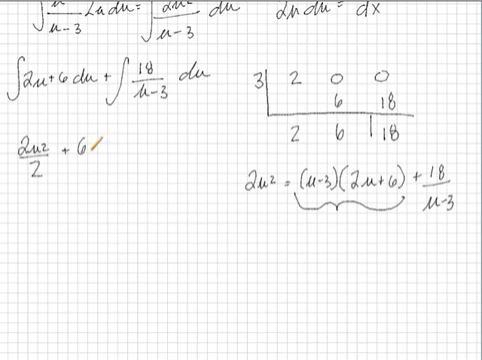 ∫ u/(u-3) 2u du = ∫ 2u²/(u-3) du   2u du = dx
∫ 2u+6 du + ∫ 18/(u-3) du
3 | 2 0 0
6 18
2 6 | 18
2u²/2 + 6
2u² = (u-3)(2u+6) + 18/(u-3)